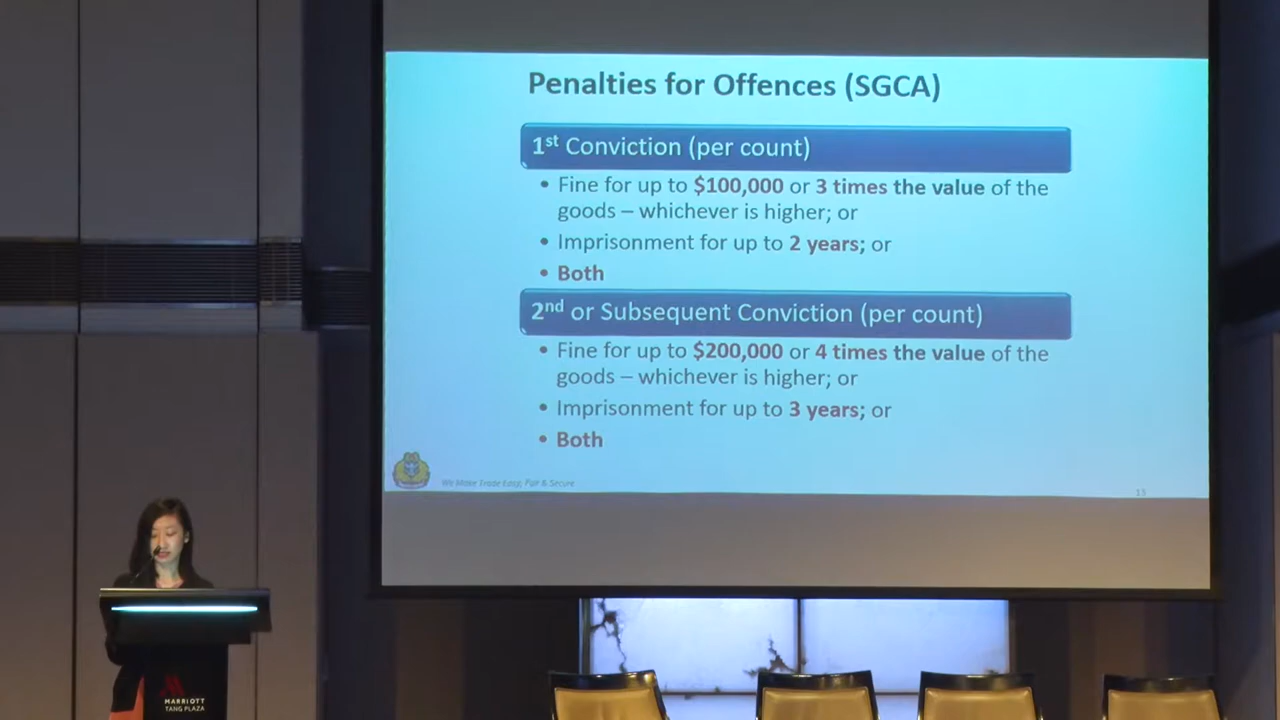 Penalties for Offences (SGCA)
1st Conviction (per count)
• Fine for up to $100,000 or 3 times the value of the
goods – whichever is higher; or
• Imprisonment for up to 2 years; or
• Both
2nd or Subsequent Conviction (per count)
• Fine for up to $200,000 or 4 times the value of the
goods – whichever is higher; or
• Imprisonment for up to 3 years; or
• Both
We Make Trade Easy, Fair & Secure
13
MARRIOTT
TANG PLAZA